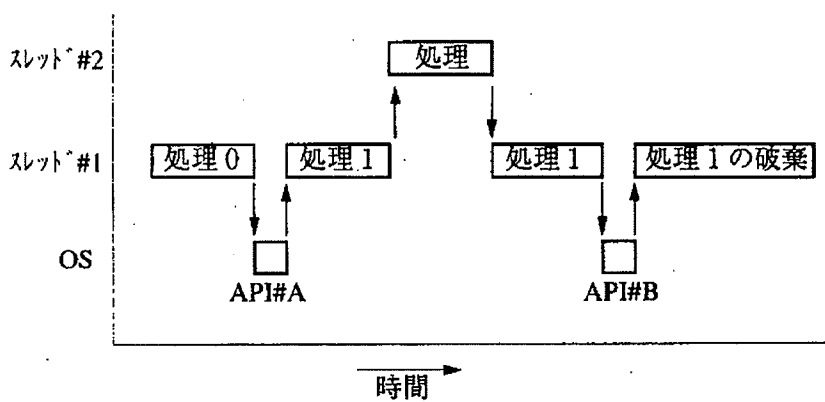 ｽﾚｯﾄﾞ#2
処理
ｽﾚｯﾄﾞ#1
処理0
処理1
処理1
処理1の破棄
OS
API#A
API#B
時間